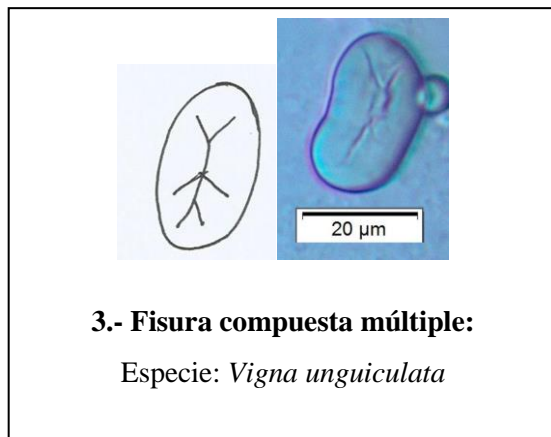 20 µm
3.- Fisura compuesta múltiple:
Especie: Vigna unguiculata